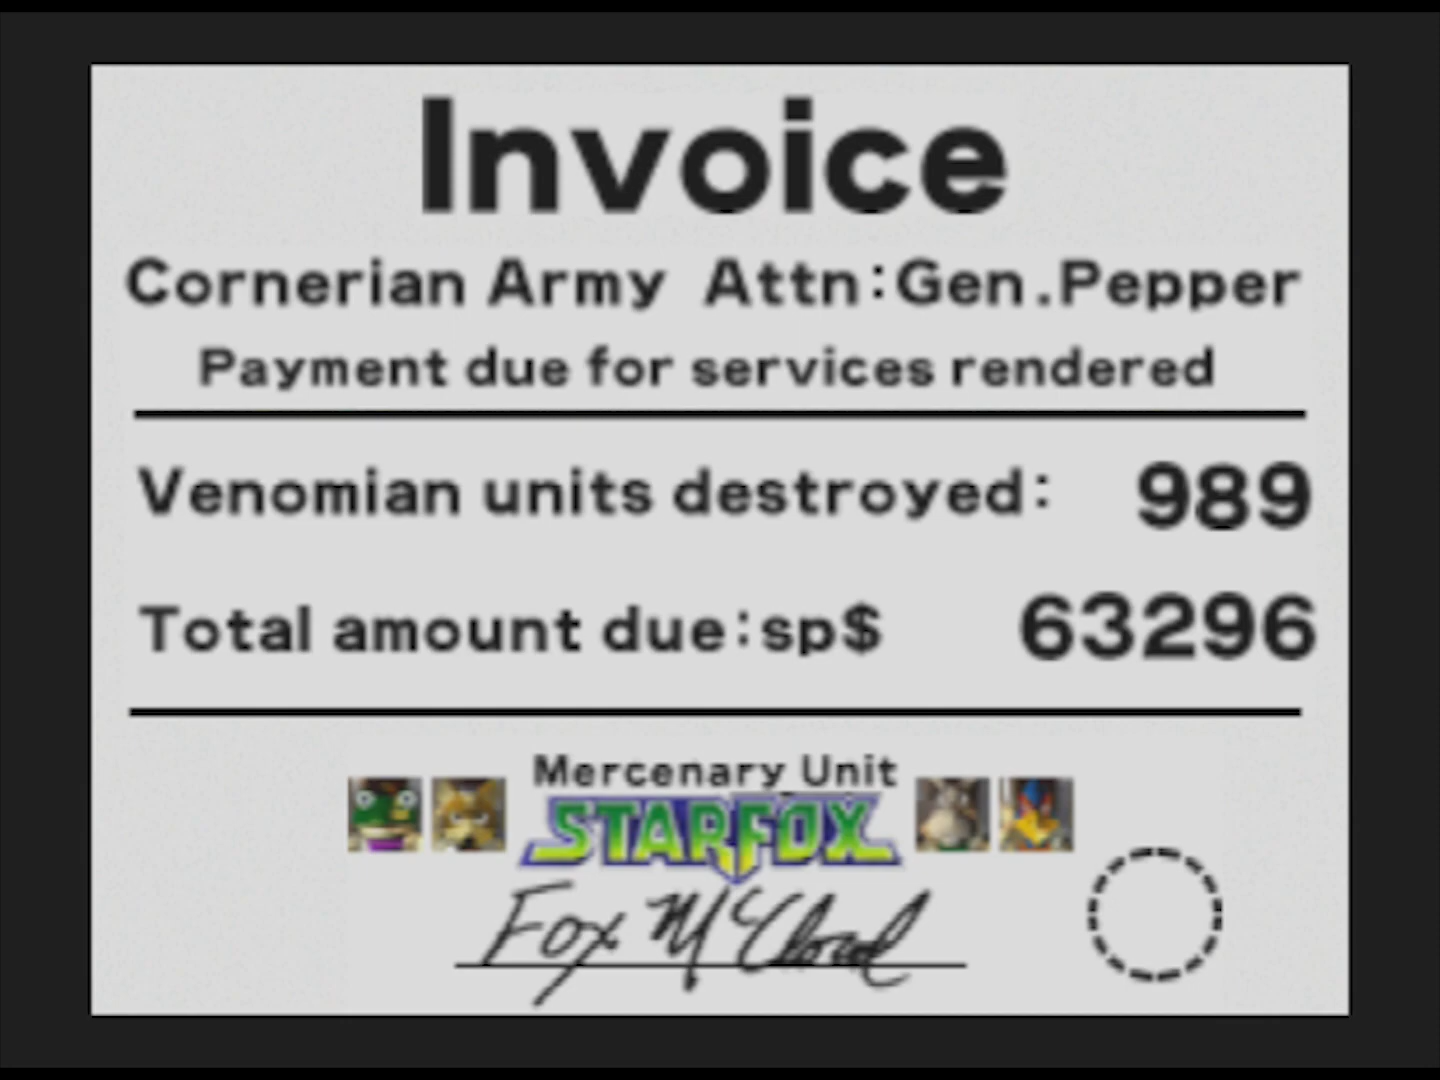 Invoice
Cornerian Army Attn:Gen.Pepper
Payment due for services rendered
Venomian units destroyed: 989
Total amount due:sp$ 63296
Mercenary Unit
STARFOX
Fox McCloud